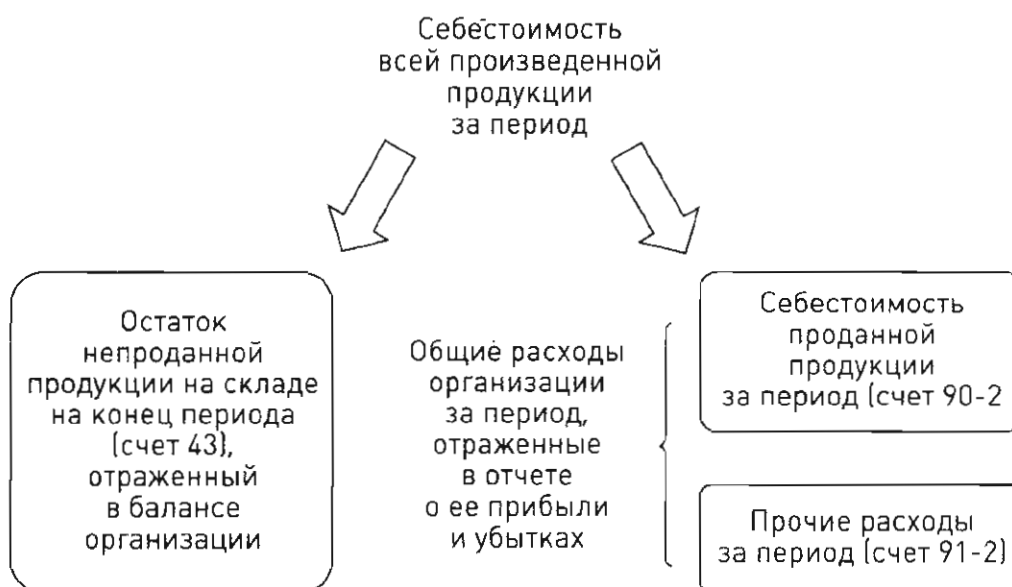 Себестоимость
всей произведенной
продукции
за период
Остаток
непроданной
продукции на складе
на конец периода
(счет 43),
отраженный
в балансе
организации
Общие расходы
организации
за период,
отраженные
в отчете
о ее прибыли
и убытках
Себестоимость
проданной
продукции
за период (счет 90-2
Прочие расходы
за период (счет 91-2)